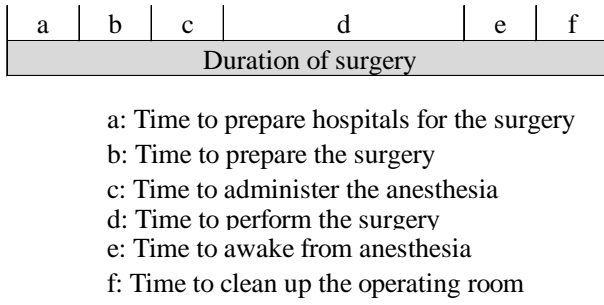 a b c d e f
Duration of surgery
a: Time to prepare hospitals for the surgery
b: Time to prepare the surgery
c: Time to administer the anesthesia
d: Time to perform the surgery
e: Time to awake from anesthesia
f: Time to clean up the operating room